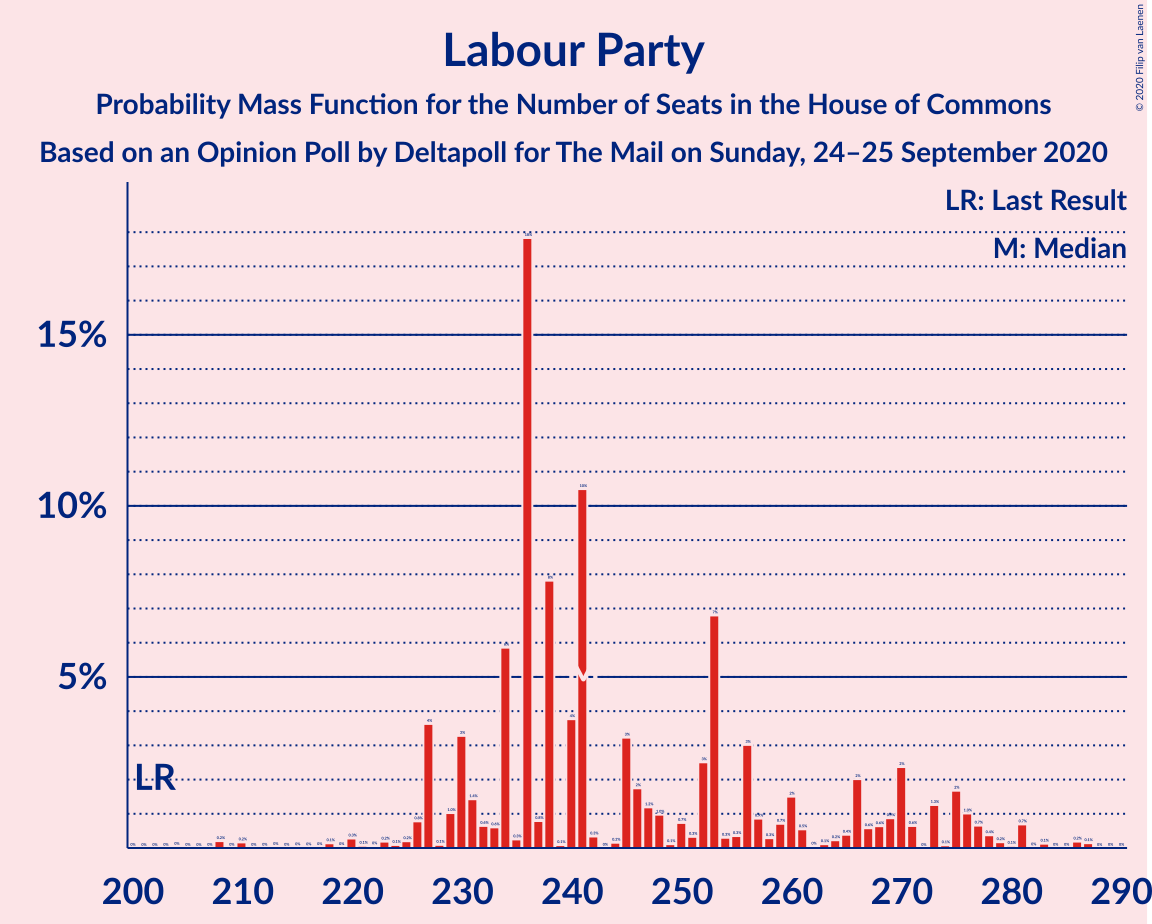 Labour Party
Probability Mass Function for the Number of Seats in the House of Commons
Based on an Opinion Poll by Deltapoll for The Mail on Sunday, 24–25 September 2020
© 2020 Filip van Laenen
LR: Last Result
M: Median
15%
10%
5%
LR
200 210 220 230 240 250 260 270 280 290